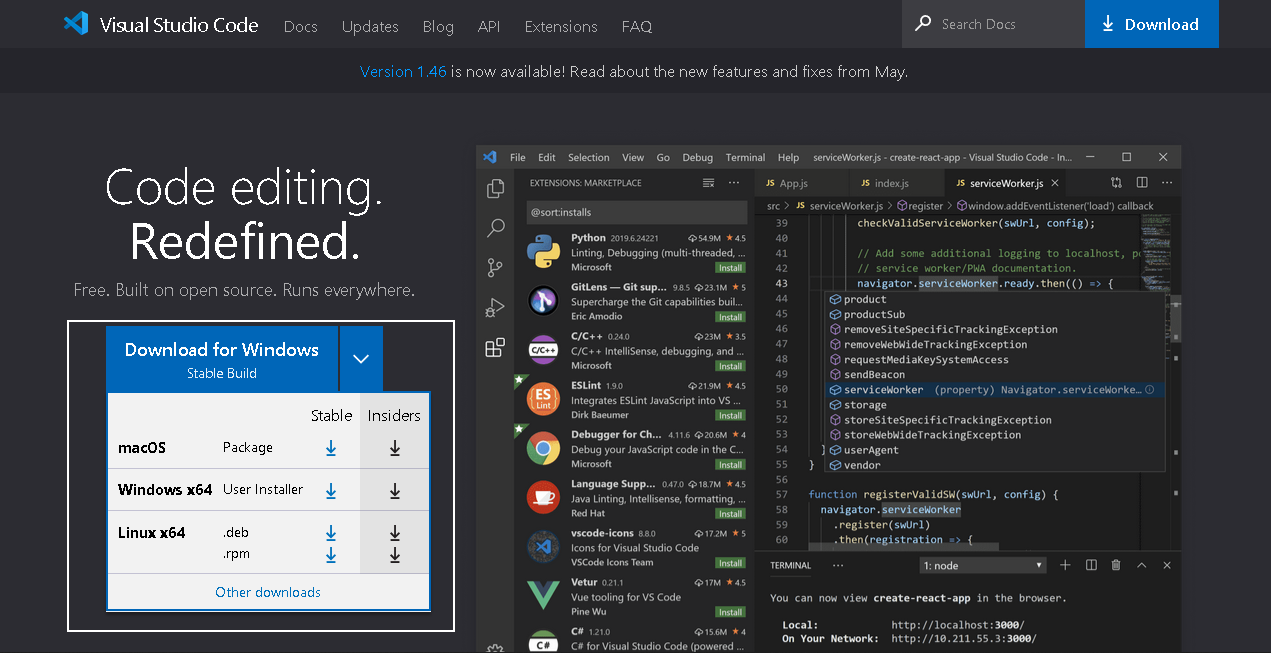 Visual Studio Code Docs Updates Blog API Extensions FAQ Search Docs Download
Version 1.46 is now available! Read about the new features and fixes from May.
Code editing.
Redefined.
Free. Built on open source. Runs everywhere.
Download for Windows
Stable Build
Stable Insiders
macOS Package
Windows x64 User Installer
Linux x64 .deb
.rpm
Other downloads
File Edit Selection View Go Debug Terminal Help serviceWorker.js - create-react-app - Visual Studio Code - In...
EXTENSIONS: MARKETPLACE
@sort:installs
Python 2019.6.24221 54.9M 4.5
Linting, Debugging (multi-threaded, ...
Microsoft Install
GitLens — Git sup... 9.8.5 23.1M 5
Supercharge the Git capabilities buil...
Eric Amodio Install
C/C++ 0.24.0 23M 3.5
C/C++ IntelliSense, debugging, and ...
Microsoft Install
ESLint 1.9.0 21.9M 4.5
Integrates ESLint JavaScript into VS ...
Dirk Baeumer Install
Debugger for Ch... 4.11.6 20.6M 4
Debug your JavaScript code in the C...
Microsoft Install
Language Supp... 0.47.0 18.7M 4.5
Java Linting, Intellisense, formatting, ...
Red Hat Install
vscode-icons 8.8.0 17.2M 5
Icons for Visual Studio Code
VSCode Icons Team Install
Vetur 0.21.1 17M 4.5
Vue tooling for VS Code
Pine Wu Install
C# 1.21.0 15.6M 4
C# for Visual Studio Code (powered ...
JS App.js JS index.js JS serviceWorker.js
src > JS serviceWorker.js > register > window.addEventListener('load') callback
39 checkValidServiceWorker(swUrl, config);
40
41 // Add some additional logging to localhost, p
42 // service worker/PWA documentation.
43 navigator.serviceWorker.ready.then(() => {
44 product
45 productSub
46 removeSiteSpecificTrackingException
47 removeWebWideTrackingException
48 requestMediaKeySystemAccess
49 sendBeacon
50 serviceWorker (property) Navigator.serviceWorke...
51 storage
52 storeSiteSpecificTrackingException
53 storeWebWideTrackingException
54 } userAgent
55 } vendor
56
57 function registerValidSW(swUrl, config) {
58 navigator.serviceWorker
59 .register(swUrl)
60 .then(registration => {
TERMINAL ... 1: node
You can now view create-react-app in the browser.
Local: http://localhost:3000/
On Your Network: http://10.211.55.3:3000/